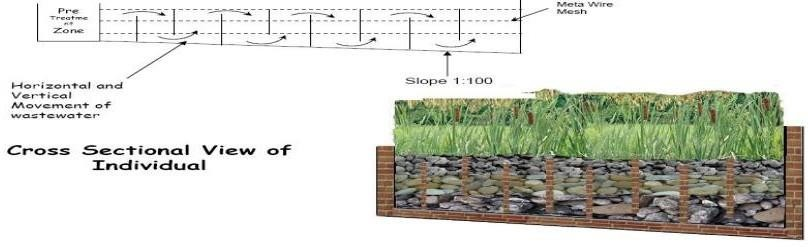 Pre
Treatme
nt
Zone
Meta Wire
Mesh
Slope 1:100
Horizontal and
Vertical
Movement of
wastewater
Cross Sectional View of
Individual